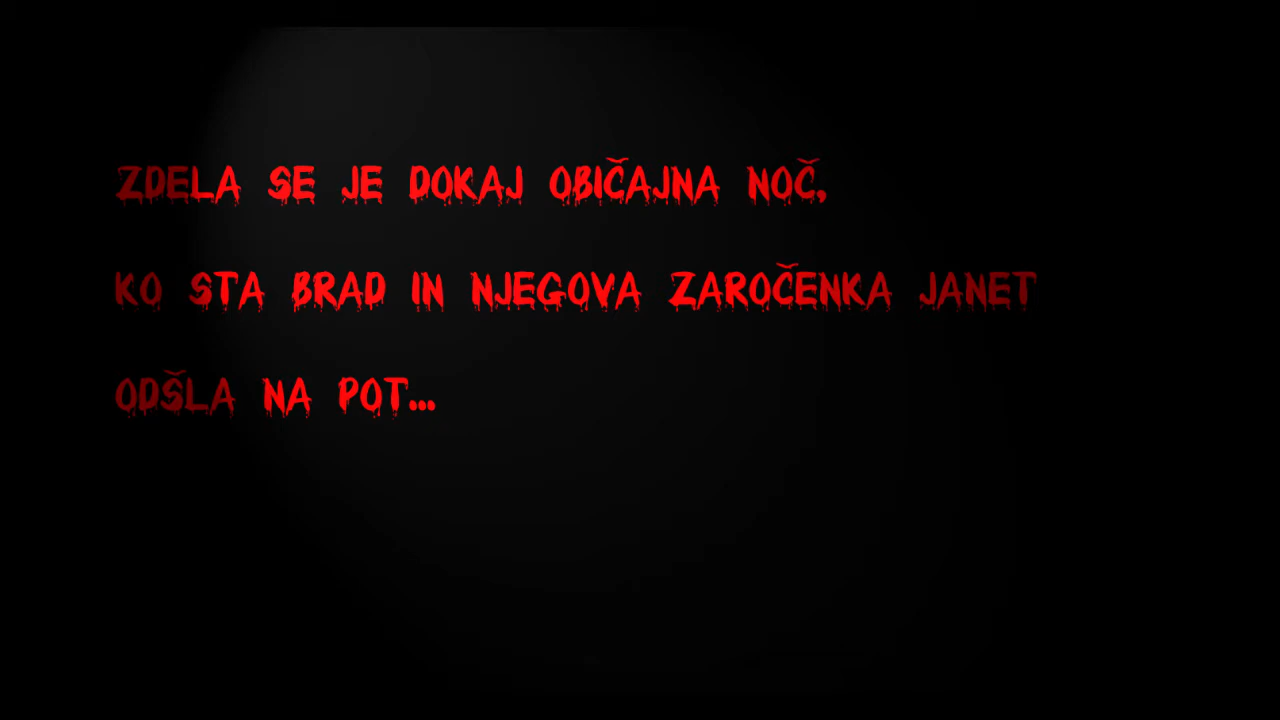 ZDELA SE JE DOKAJ OBIČAJNA NOČ,
KO STA BRAD IN NJEGOVA ZAROČENKA JANET
ODŠLA NA POT...